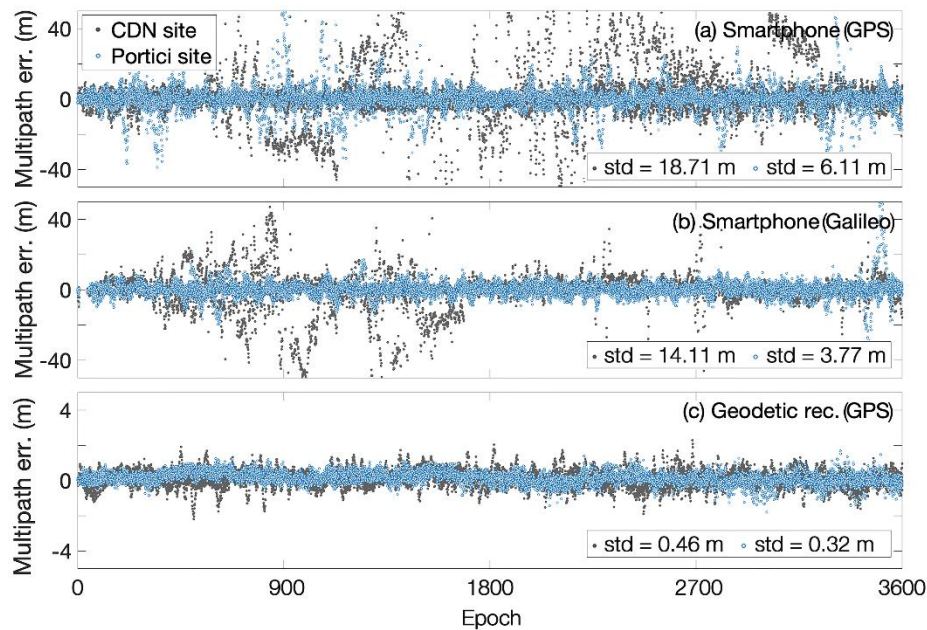 CDN site
Portici site
(a) Smartphone (GPS)
Multipath err. (m)
40
0
-40
std = 18.71 m std = 6.11 m
(b) Smartphone (Galileo)
Multipath err. (m)
40
0
-40
std = 14.11 m std = 3.77 m
(c) Geodetic rec. (GPS)
Multipath err. (m)
4
0
-4
std = 0.46 m std = 0.32 m
0 900 1800 2700 3600
Epoch